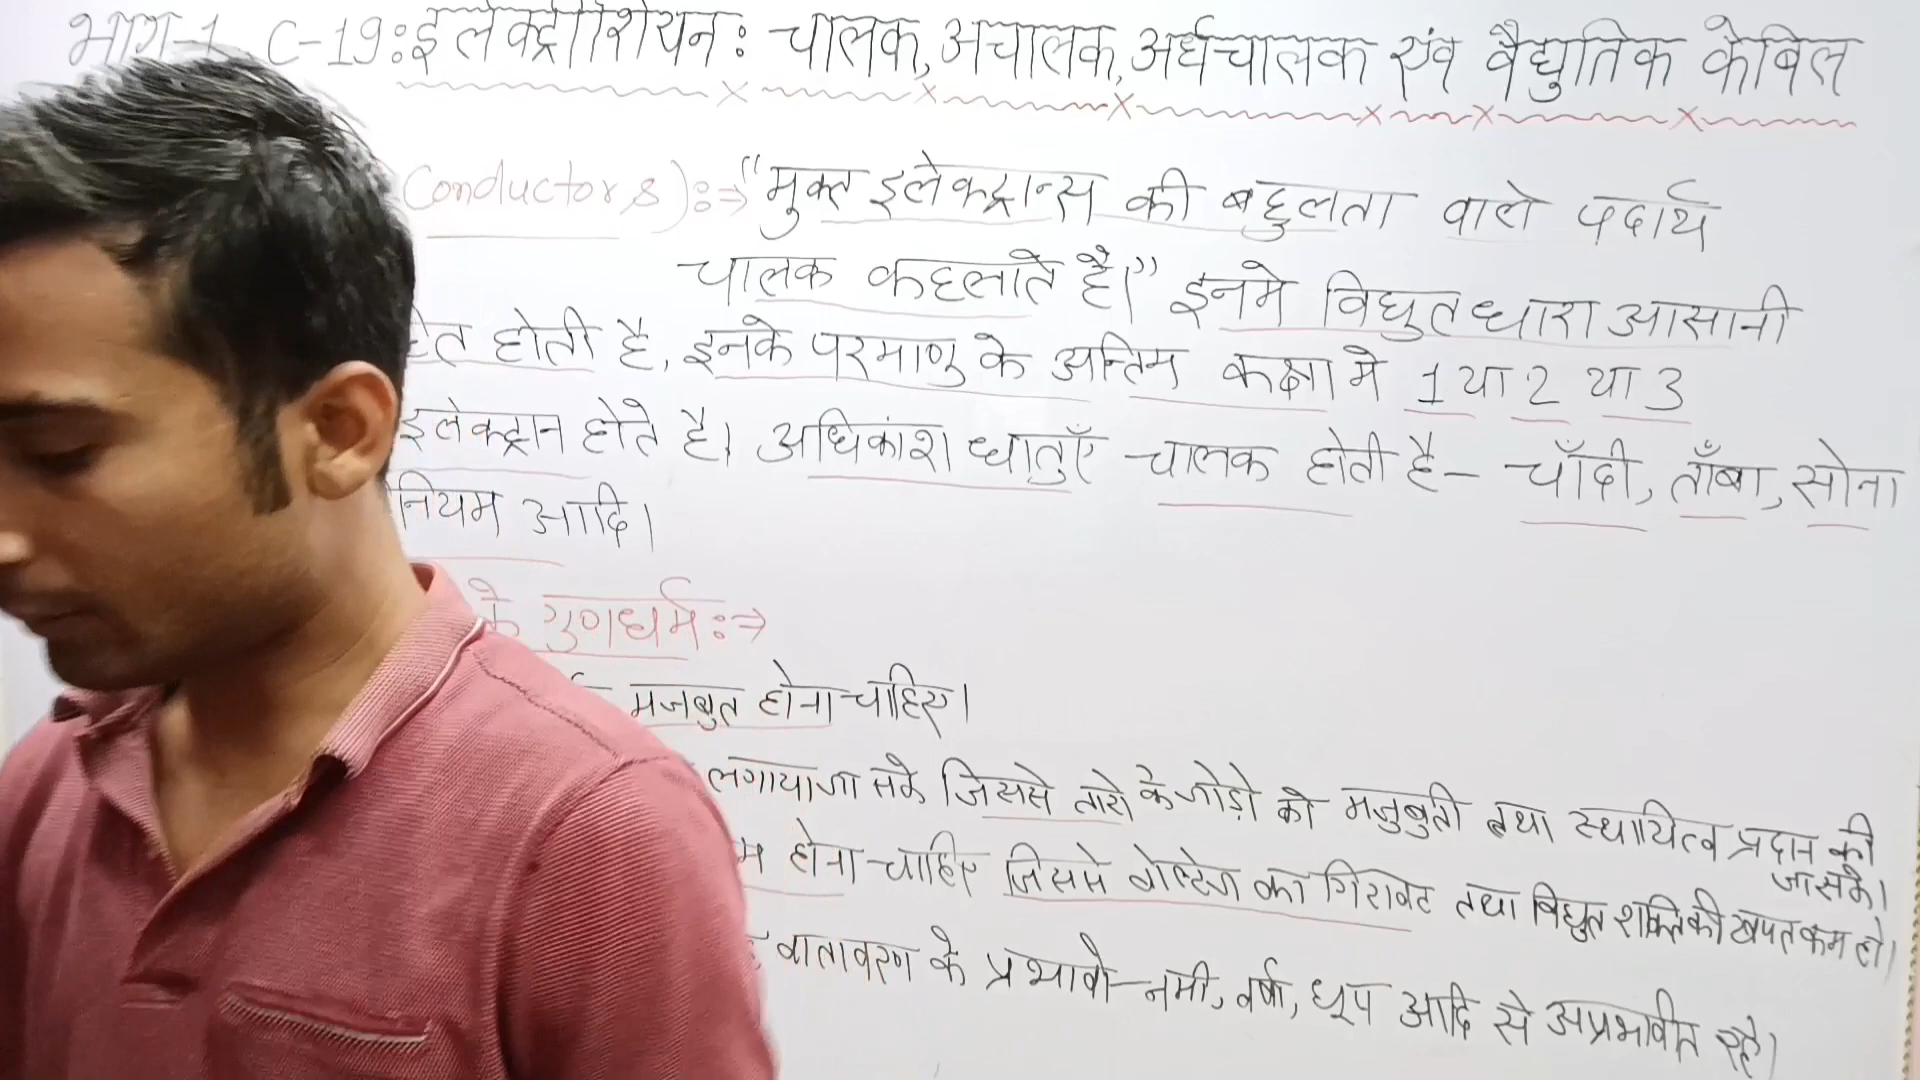 भाग-1 C-19:इलेक्ट्रीशियन: चालक,अचालक,अर्धचालक एंव वैद्युतिक केबिल
Conductors):⇒"मुक्त इलेक्ट्रान्स की बहुलता वाले पदार्थ
चालक कहलाते है।" इनमे विद्युत धारा आसानी
होती है, इनके परमाणु के अन्तिम कक्षा मे 1 या 2 या 3
इलेक्ट्रान होते है। अधिकांश धातुएँ चालक होती है- चाँदी, ताँबा, सोना
नियम आदि।
के गुणधर्म:⇒
- मजबुत होना चाहिए।
लगाया जा सके जिससे तारो के जोड़ो को मजुबुती तथा स्थायित्व प्रदान की
जा सके।
म होना चाहिए जिससे वोल्टेज का गिरावट तथा विद्युत शक्ति की खपत कम हो।
वातावरण के प्रभावो-नमी, वर्षा, धूप आदि से अप्रभावीत रहे।